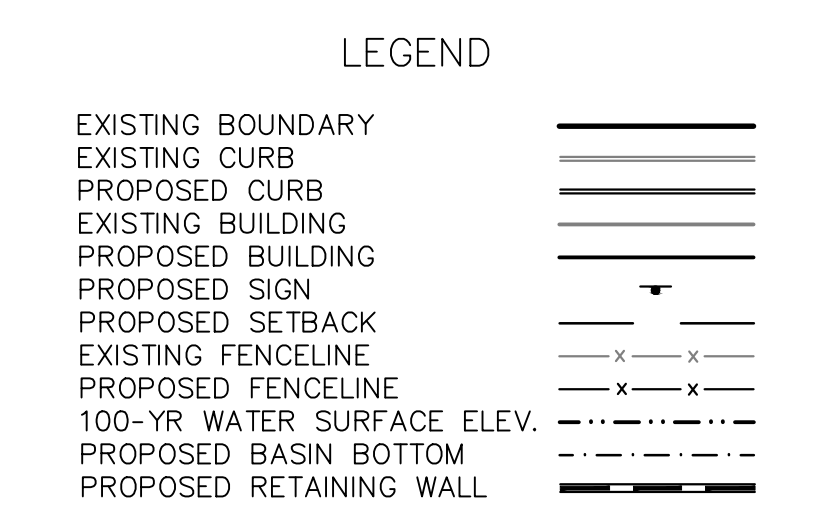 LEGEND
EXISTING BOUNDARY
EXISTING CURB
PROPOSED CURB
EXISTING BUILDING
PROPOSED BUILDING
PROPOSED SIGN
PROPOSED SETBACK
EXISTING FENCELINE
PROPOSED FENCELINE
100-YR WATER SURFACE ELEV.
PROPOSED BASIN BOTTOM
PROPOSED RETAINING WALL